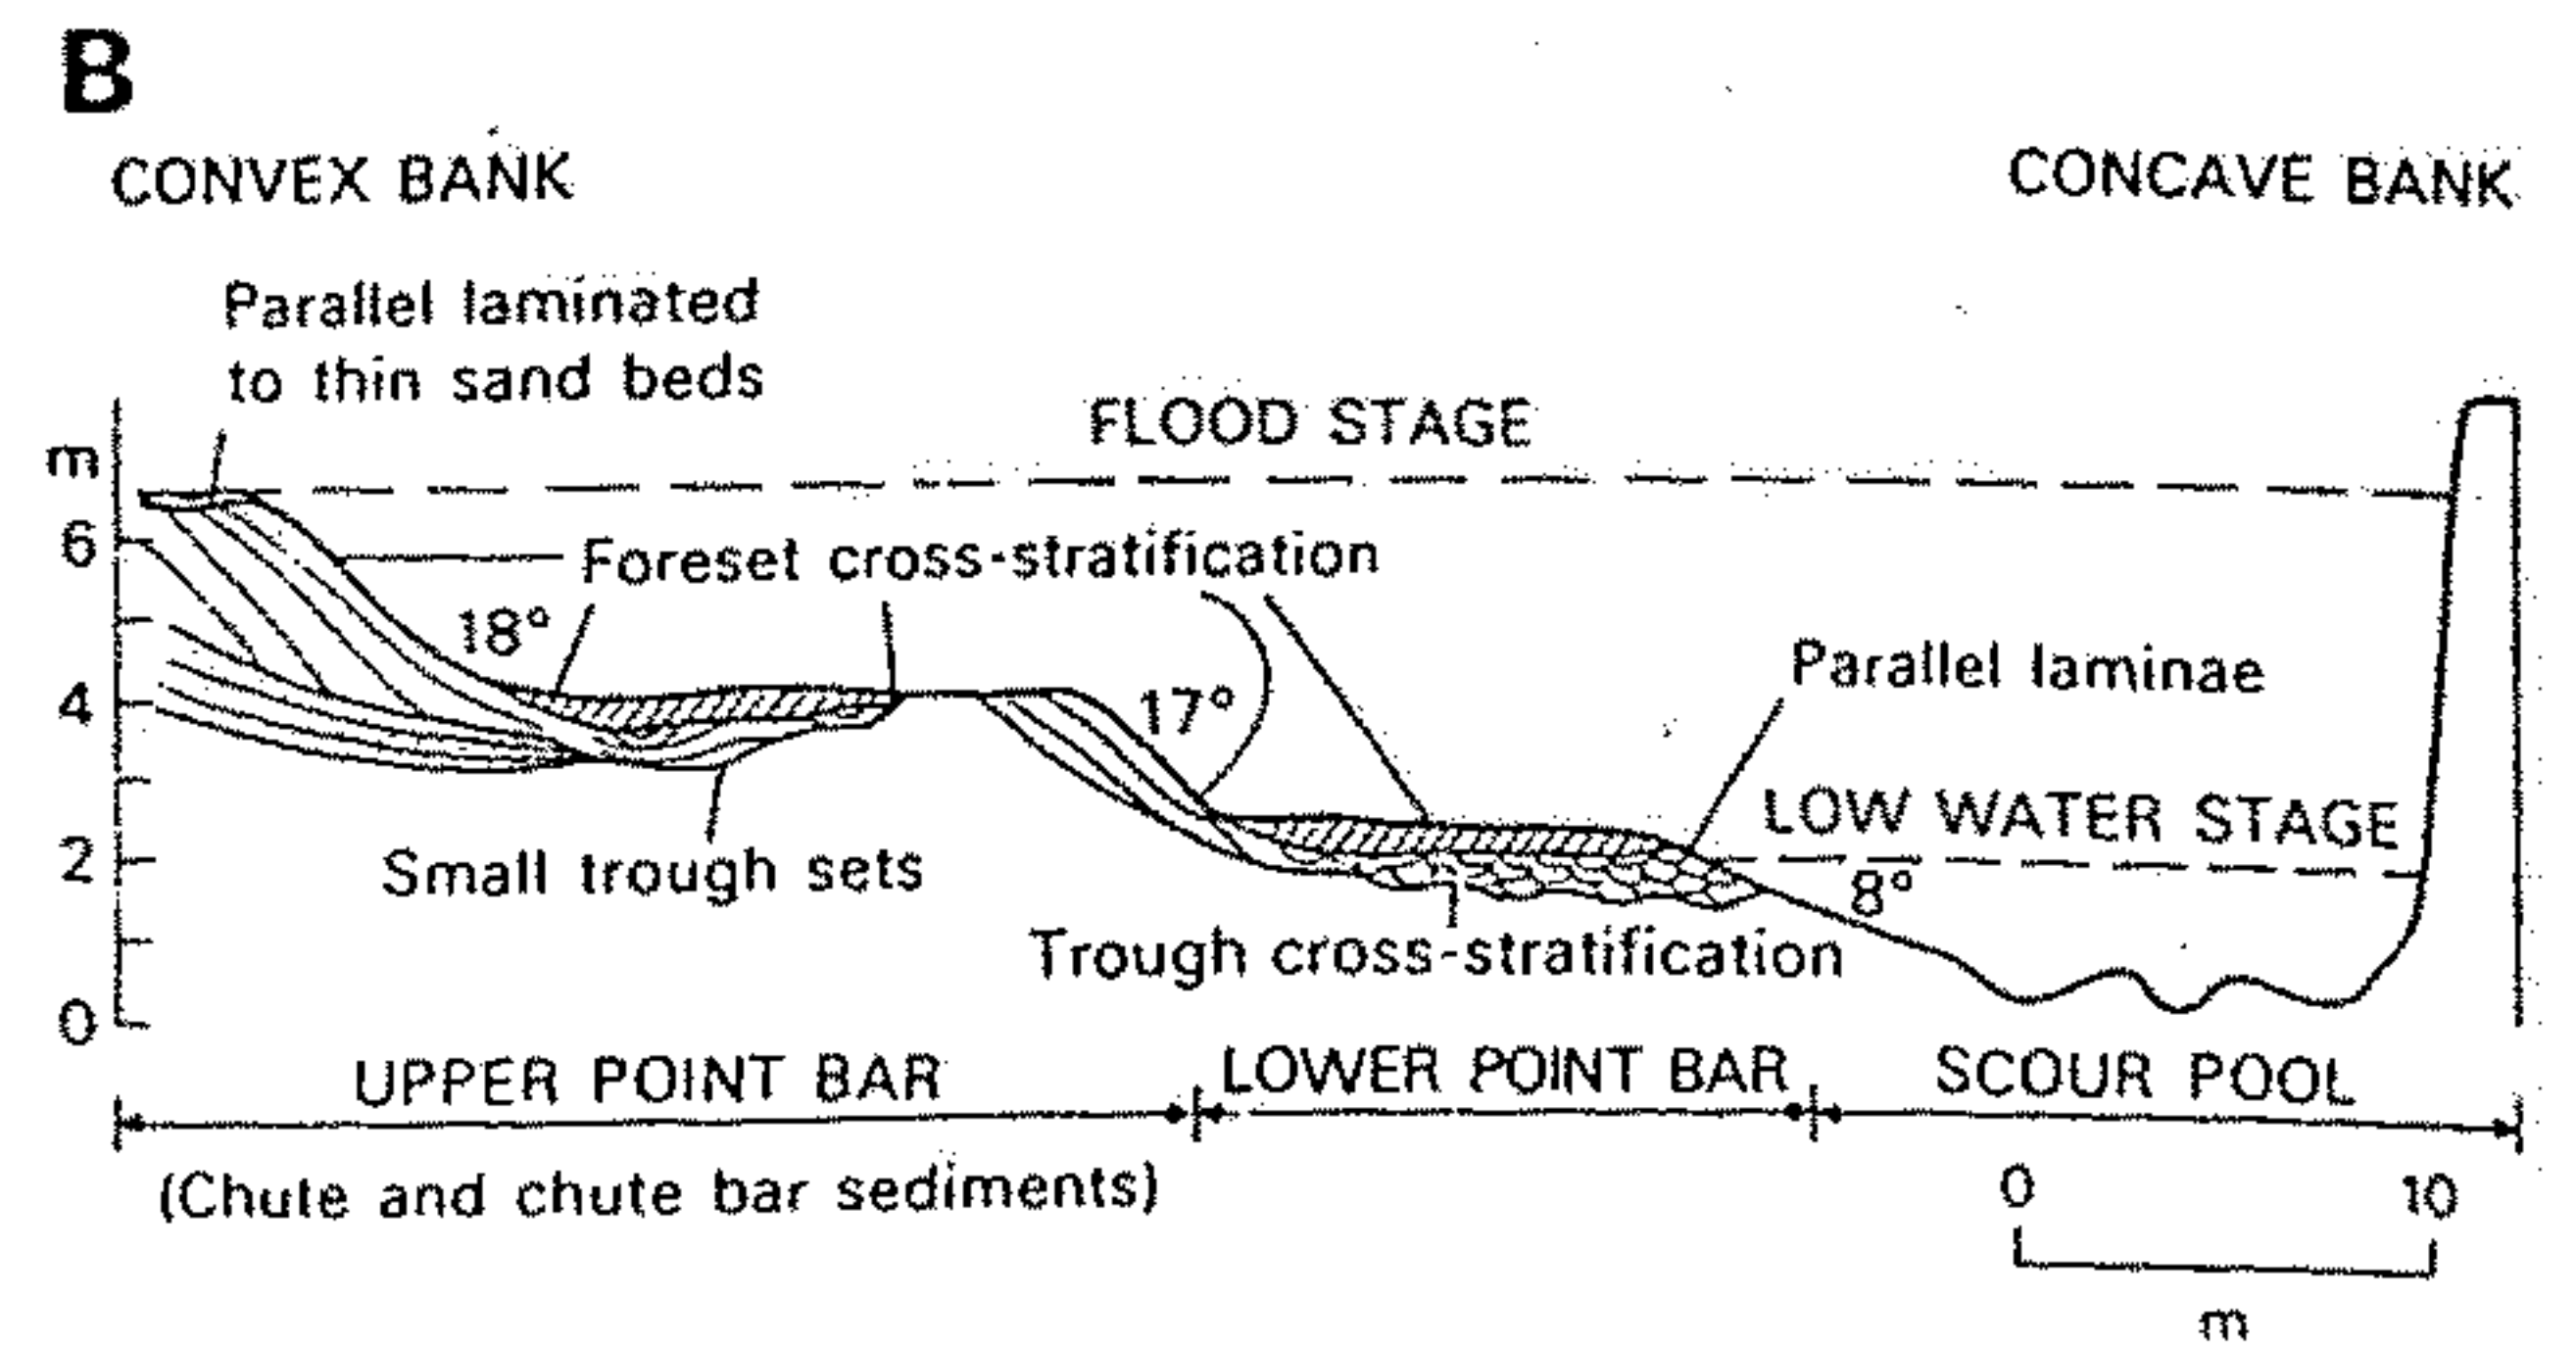 B
CONVEX BANK
CONCAVE BANK
Parallel laminated
to thin sand beds
FLOOD STAGE
m
6
Foreset cross-stratification
18°
Parallel laminae
4
17°
LOW WATER STAGE
2
Small trough sets
8°
Trough cross-stratification
0
UPPER POINT BAR
LOWER POINT BAR
SCOUR POOL
(Chute and chute bar sediments)
0
10
m